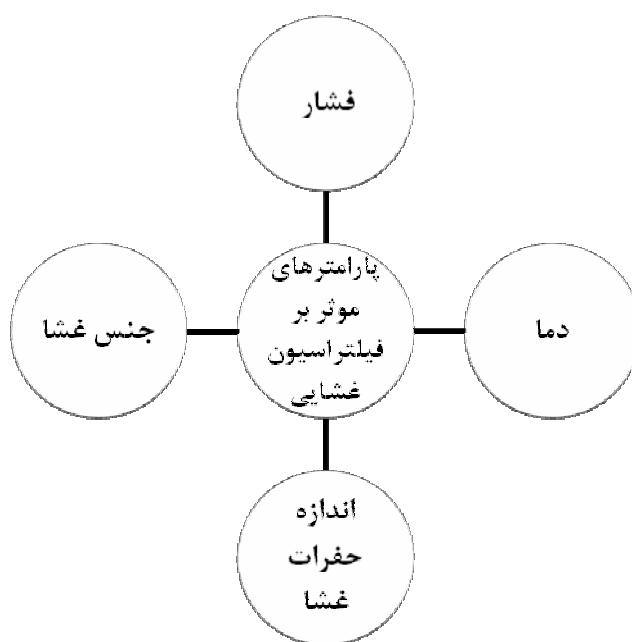 فشار
پارامترهای
موثر بر
فیلتراسیون
غشایی
دما
جنس غشا
اندازه
حفرات
غشا